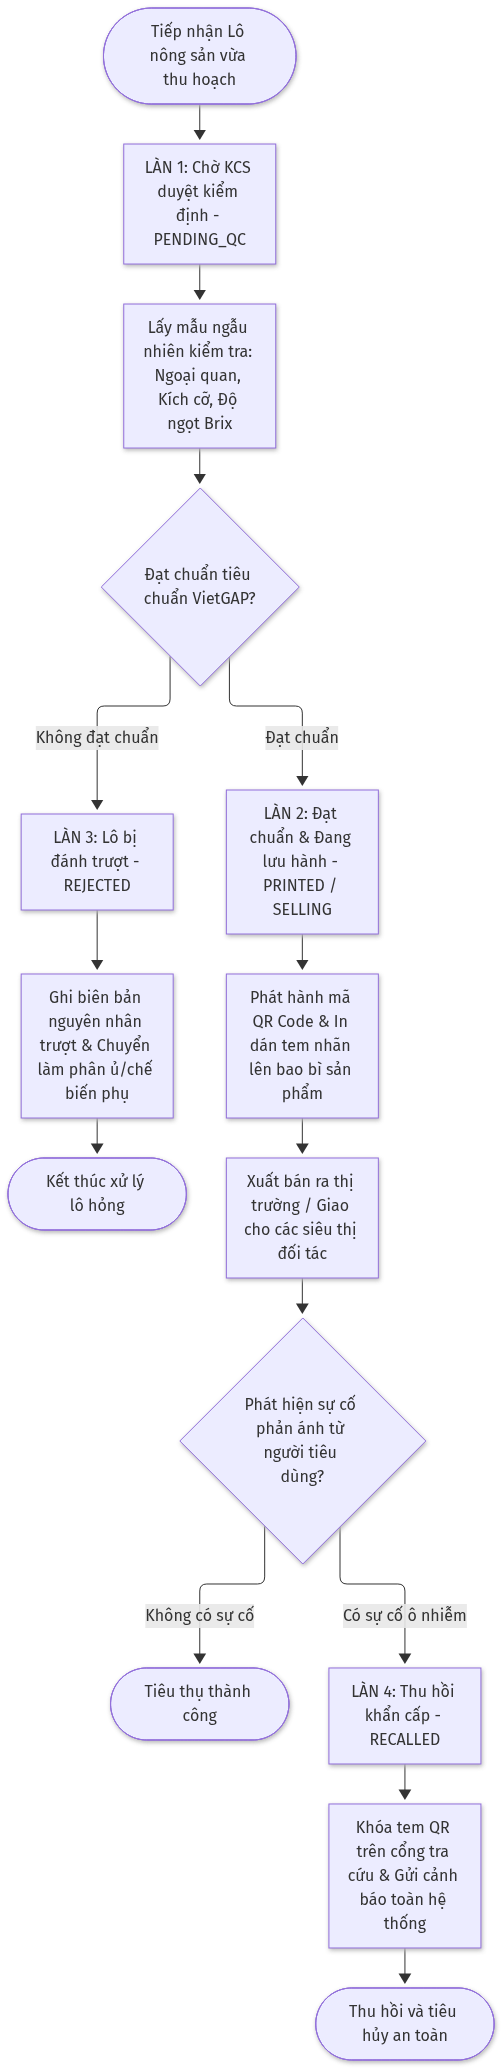 Tiếp nhận Lô
nông sản vừa
thu hoạch
LÀN 1: Chờ KCS
duyệt kiểm
định -
PENDING_QC
Lấy mẫu ngẫu
nhiên kiểm tra:
Ngoại quan,
Kích cỡ, Độ
ngọt Brix
Đạt chuẩn tiêu
chuẩn VietGAP?
Không đạt chuẩn
Đạt chuẩn
LÀN 3: Lô bị
đánh trượt -
REJECTED
LÀN 2: Đạt
chuẩn & Đang
lưu hành -
PRINTED /
SELLING
Ghi biên bản
nguyên nhân
trượt & Chuyển
làm phân ủ/chế
biến phụ
Phát hành mã
QR Code & In
dán tem nhãn
lên bao bì sản
phẩm
Kết thúc xử lý
lô hỏng
Xuất bán ra thị
trường / Giao
cho các siêu thị
đối tác
Phát hiện sự cố
phản ánh từ
người tiêu
dùng?
Không có sự cố
Có sự cố ô nhiễm
Tiêu thụ thành
công
LÀN 4: Thu hồi
khẩn cấp -
RECALLED
Khóa tem QR
trên cổng tra
cứu & Gửi cảnh
báo toàn hệ
thống
Thu hồi và tiêu
hủy an toàn